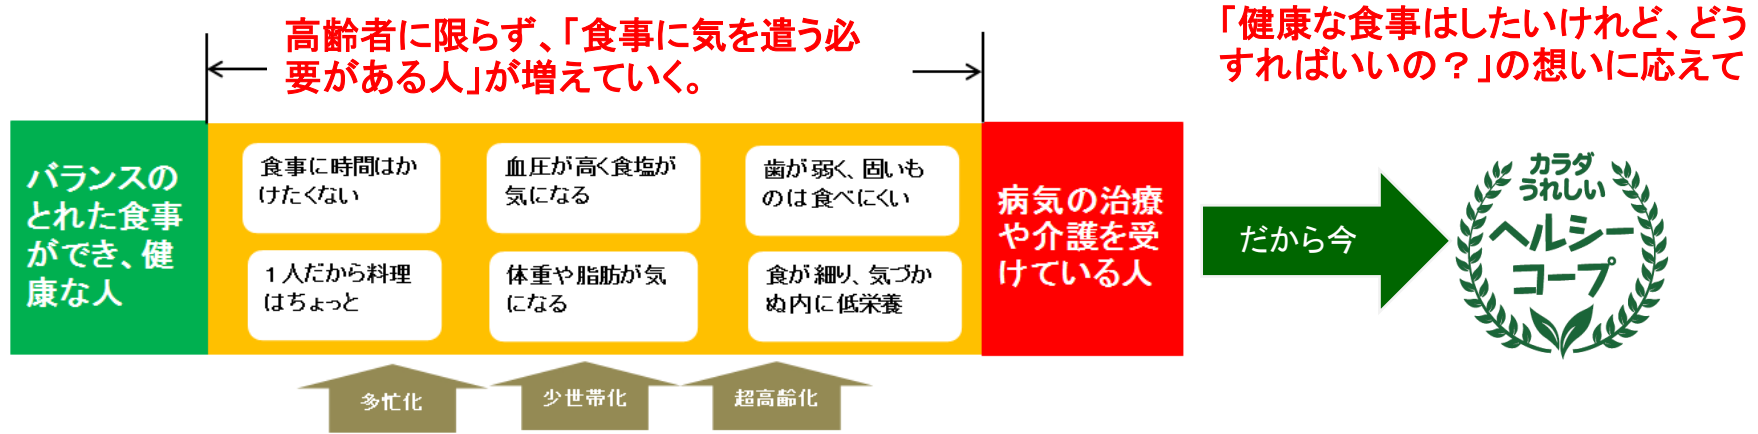 高齢者に限らず、「食事に気を遣う必
要がある人」が増えていく。
「健康な食事はしたいけれど、どう
すればいいの？」の想いに応えて
バランスの
とれた食事
ができ、健
康な人
食事に時間はか
けたくない
血圧が高く食塩が
気になる
歯が弱く、固いも
のは食べにくい
１人だから料理
はちょっと
体重や脂肪が気
になる
食が細り、気づか
ぬ内に低栄養
病気の治療
や介護を受
けている人
だから今
カラダ
うれしい
ヘルシー
コープ
多忙化
少世帯化
超高齢化